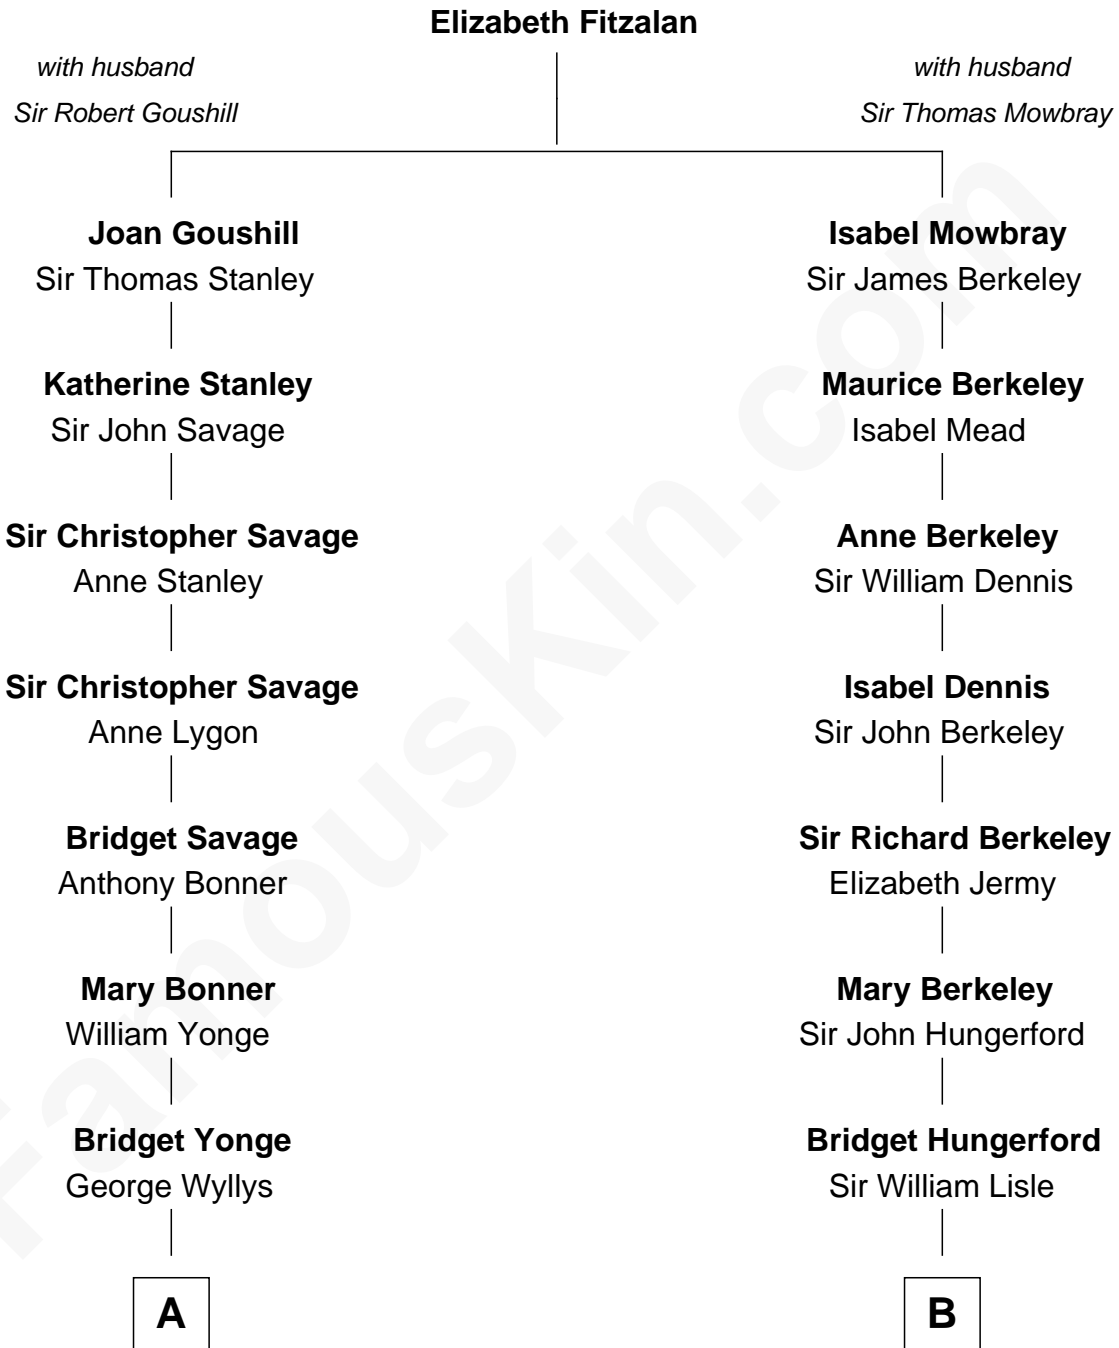 Elizabeth Fitzalan
with husband
Sir Robert Goushill
with husband
Sir Thomas Mowbray
Joan Goushill
Sir Thomas Stanley
Katherine Stanley
Sir John Savage
Sir Christopher Savage
Anne Stanley
Sir Christopher Savage
Anne Lygon
Bridget Savage
Anthony Bonner
Mary Bonner
William Yonge
Bridget Yonge
George Wyllys
A
Isabel Mowbray
Sir James Berkeley
Maurice Berkeley
Isabel Mead
Anne Berkeley
Sir William Dennis
Isabel Dennis
Sir John Berkeley
Sir Richard Berkeley
Elizabeth Jermy
Mary Berkeley
Sir John Hungerford
Bridget Hungerford
Sir William Lisle
B
FamousKin.com